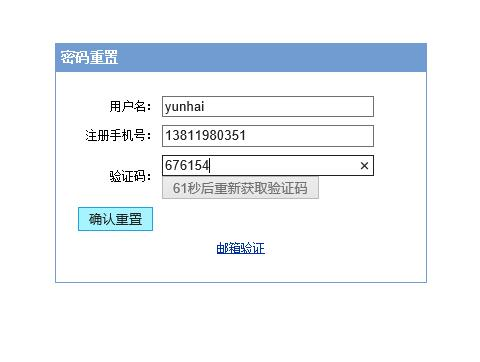 密码重置
用户名： yunhai
注册手机号： 13811980351
验证码： 676154
61秒后重新获取验证码
确认重置
邮箱验证